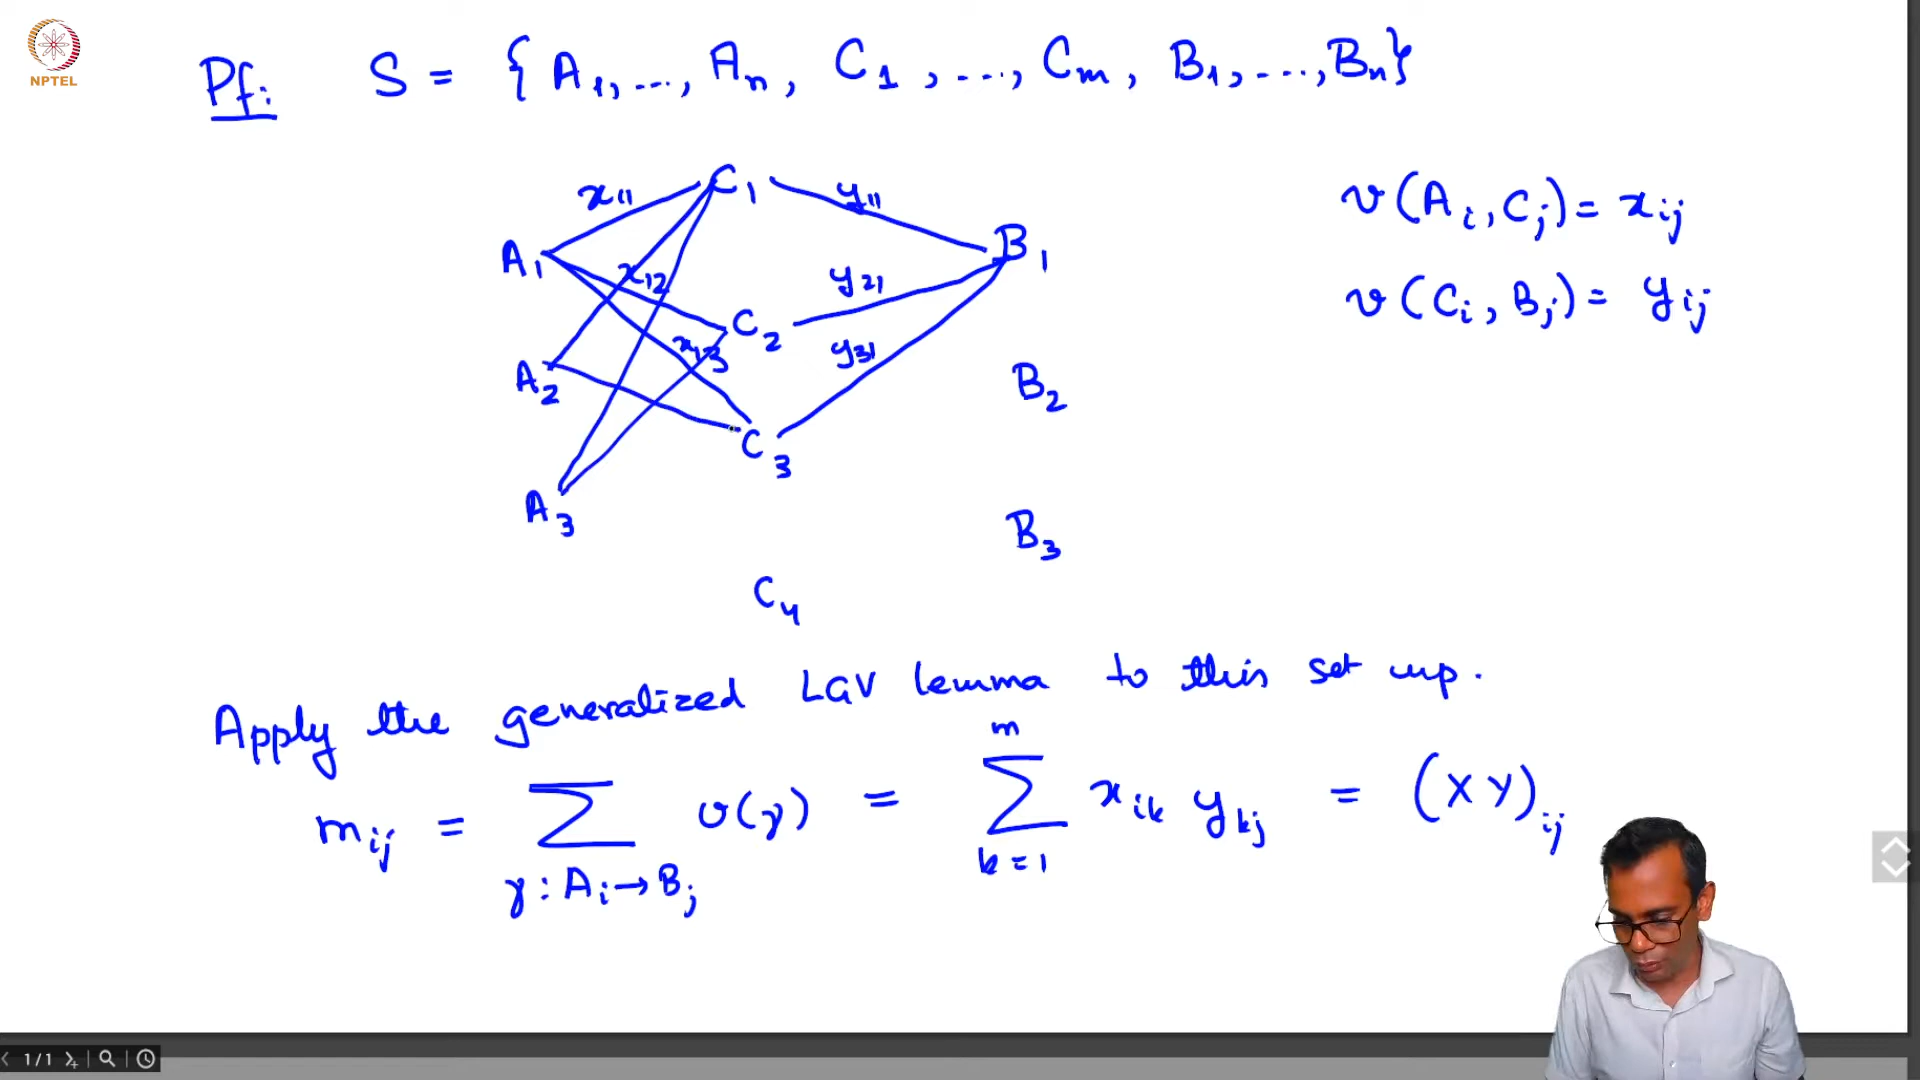 NPTEL
Pf: S = { A₁, ..., Aₙ, C₁, ..., Cₘ, B₁, ..., Bₙ}
C₁
x₁₁
y₁₁
v(Aᵢ, Cⱼ) = xᵢⱼ
A₁
B₁
x₁₂
y₂₁
v(Cᵢ, Bⱼ) = yᵢⱼ
C₂
x₁₃
y₃₁
A₂
B₂
C₃
A₃
B₃
C₄
Apply the generalized LGV lemma to this set up.
mᵢⱼ = ∑_{γ : Aᵢ → Bⱼ} v(γ) = ∑_{k=1}^{m} xᵢₖ yₖⱼ = (XY)ᵢⱼ
1/1